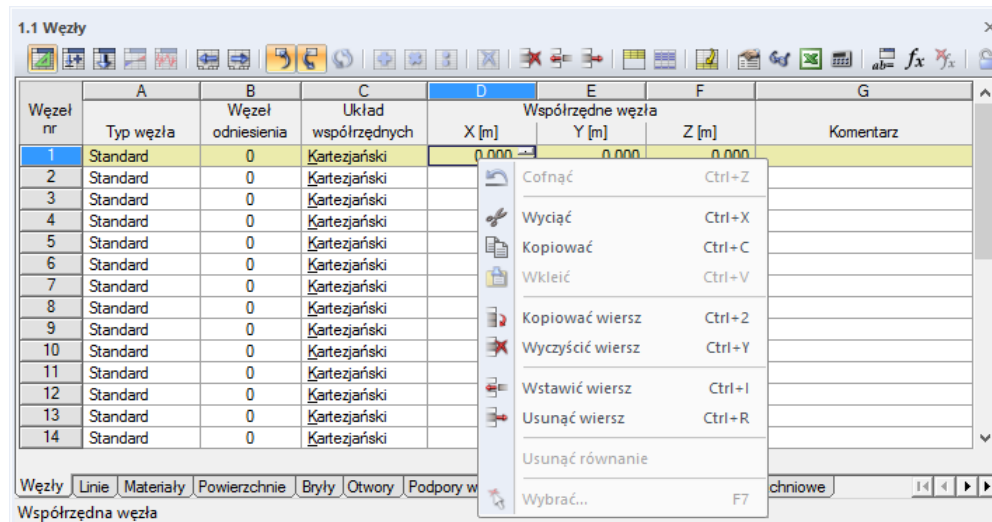 1.1 Węzły
ab= fx fx
A B C D E F G
Węzeł nr Węzeł Układ Współrzędne węzła
Typ węzła odniesienia współrzędnych X [m] Y [m] Z [m] Komentarz
1 Standard 0 Kartezjański 0.000 0.000 0.000
2 Standard 0 Kartezjański
3 Standard 0 Kartezjański
4 Standard 0 Kartezjański
5 Standard 0 Kartezjański
6 Standard 0 Kartezjański
7 Standard 0 Kartezjański
8 Standard 0 Kartezjański
9 Standard 0 Kartezjański
10 Standard 0 Kartezjański
11 Standard 0 Kartezjański
12 Standard 0 Kartezjański
13 Standard 0 Kartezjański
14 Standard 0 Kartezjański
Cofnąć Ctrl+Z
Wyciąć Ctrl+X
Kopiować Ctrl+C
Wkleić Ctrl+V
Kopiować wiersz Ctrl+2
Wyczyścić wiersz Ctrl+Y
Wstawić wiersz Ctrl+I
Usunąć wiersz Ctrl+R
Usunąć równanie
Wybrać... F7
Węzły Linie Materiały Powierzchnie Bryły Otwory Podpory w chniowe
Współrzędna węzła